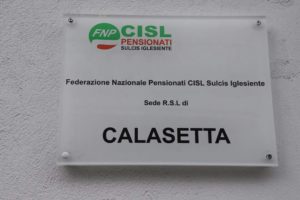 FNP CISL
PENSIONATI
SULCIS IGLESIENTE
Federazione Nazionale Pensionati CISL Sulcis Iglesiente
Sede R.S.L di
CALASETTA